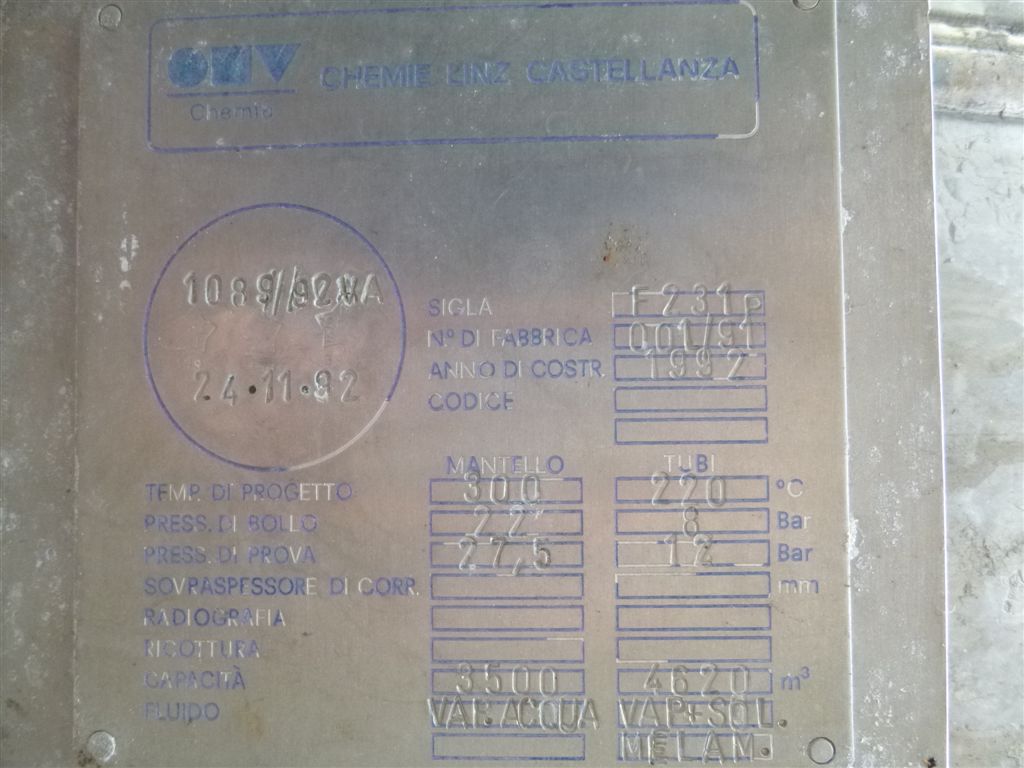 OMV
Chemie
CHEMIE LINZ CASTELLANZA
24.11.92
SIGLA F231P
N° DI FABBRICA 001/91
ANNO DI COSTR. 1992
CODICE
MANTELLO TUBI
TEMP. DI PROGETTO 300 220 °C
PRESS. DI BOLLO 22 8 Bar
PRESS. DI PROVA 27,5 12 Bar
SOVRASPESSORE DI CORR. mm
RADIOGRAFIA
RICOTTURA
CAPACITÀ 3500 4620 m³
FLUIDO VAP.ACQUA VAP+SOL.
MELAM.